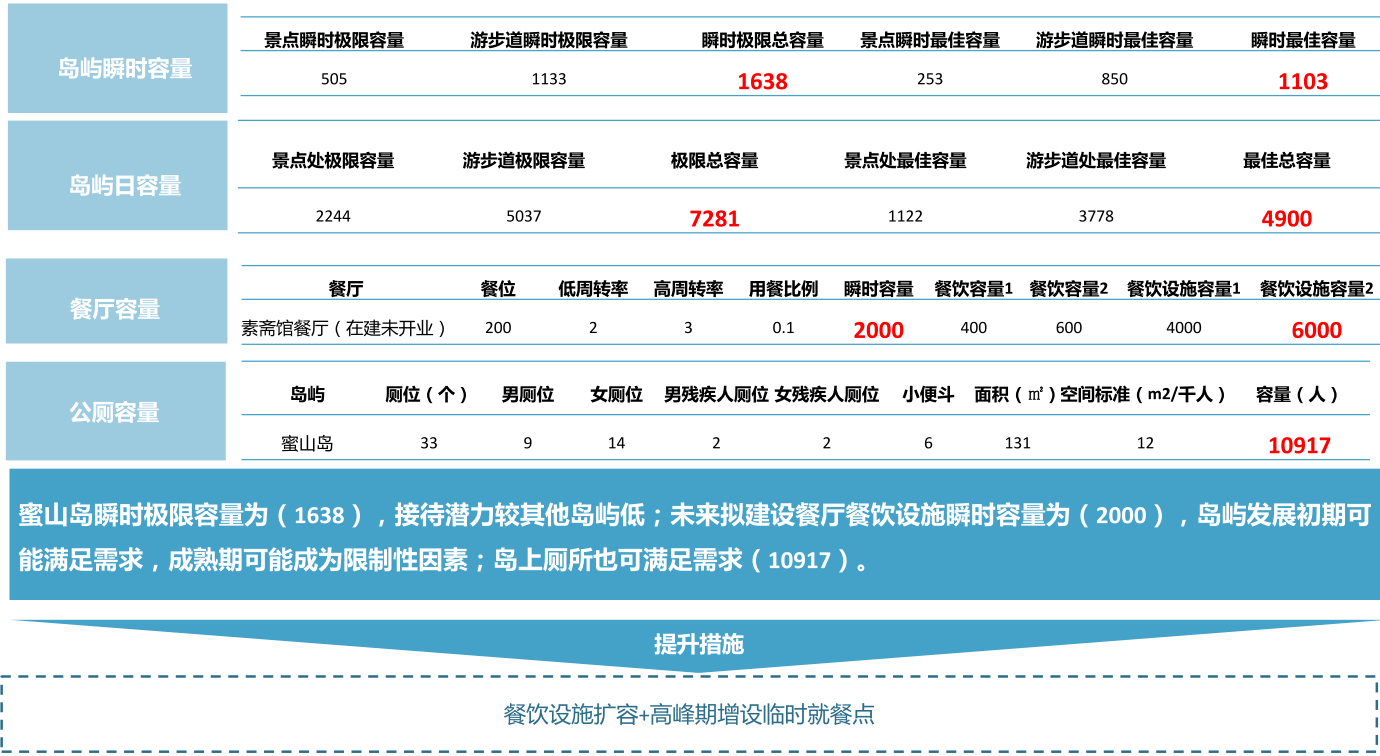 岛屿瞬时容量
景点瞬时极限容量 游步道瞬时极限容量 瞬时极限总容量 景点瞬时最佳容量 游步道瞬时最佳容量 瞬时最佳容量
505 1133 1638 253 850 1103
岛屿日容量
景点处极限容量 游步道极限容量 极限总容量 景点处最佳容量 游步道处最佳容量 最佳总容量
2244 5037 7281 1122 3778 4900
餐厅容量
餐厅 餐位 低周转率 高周转率 用餐比例 瞬时容量 餐饮容量1 餐饮容量2 餐饮设施容量1 餐饮设施容量2
素斋馆餐厅（在建未开业） 200 2 3 0.1 2000 400 600 4000 6000
公厕容量
岛屿 厕位（个） 男厕位 女厕位 男残疾人厕位 女残疾人厕位 小便斗 面积（㎡） 空间标准（m2/千人） 容量（人）
蜜山岛 33 9 14 2 2 6 131 12 10917
蜜山岛瞬时极限容量为（1638），接待潜力较其他岛屿低；未来拟建设餐厅餐饮设施瞬时容量为（2000），岛屿发展初期可
能满足需求，成熟期可能成为限制性因素；岛上厕所也可满足需求（10917）。
提升措施
餐饮设施扩容+高峰期增设临时就餐点